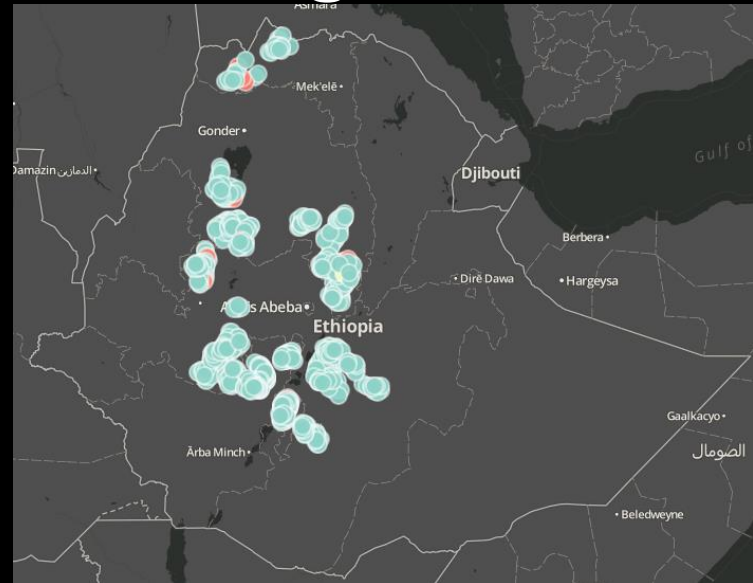 Asmara
Mek'elē
Gonder
Damazin الدمازين
Djibouti
Gulf of
Berbera
Dirē Dawa
Hargeysa
Abeba
Ethiopia
Gaalkacyo
الصومال
Ārba Minch
Beledweyne